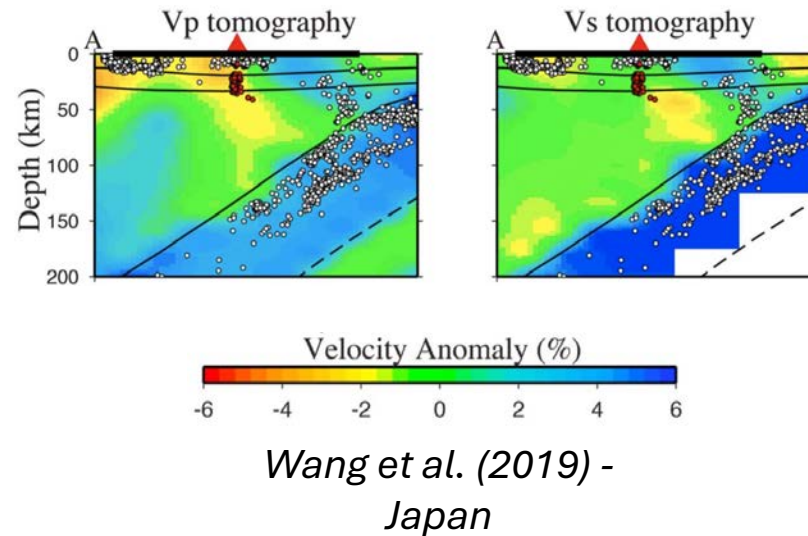 Vp tomography
Vs tomography
A
A
0
50
100
150
200
Depth (km)
Velocity Anomaly (%)
-6 -4 -2 0 2 4 6
Wang et al. (2019) -
Japan